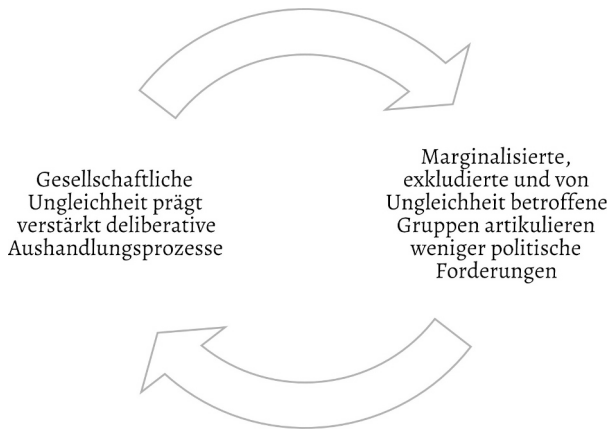 Gesellschaftliche
Ungleichheit prägt
verstärkt deliberative
Aushandlungsprozesse
Marginalisierte,
exkludierte und von
Ungleichheit betroffene
Gruppen artikulieren
weniger politische
Forderungen